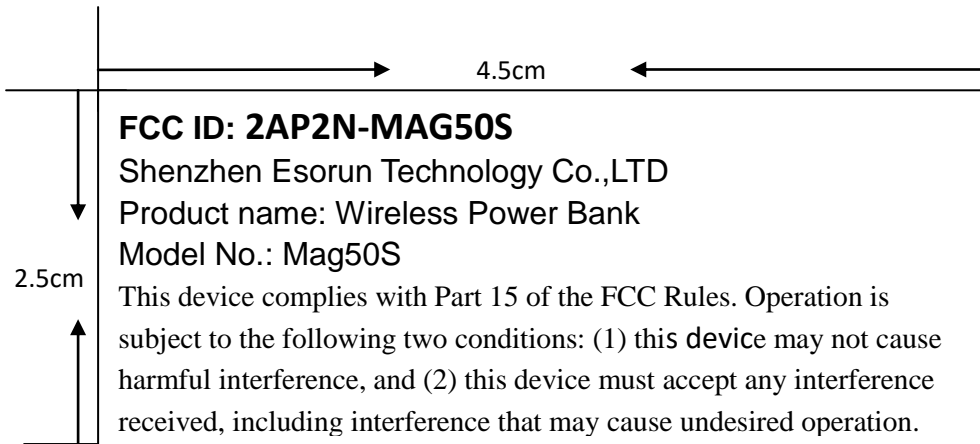 4.5cm
FCC ID: 2AP2N-MAG50S
Shenzhen Esorun Technology Co.,LTD
Product name: Wireless Power Bank
Model No.: Mag50S
2.5cm
This device complies with Part 15 of the FCC Rules. Operation is
subject to the following two conditions: (1) this device may not cause
harmful interference, and (2) this device must accept any interference
received, including interference that may cause undesired operation.